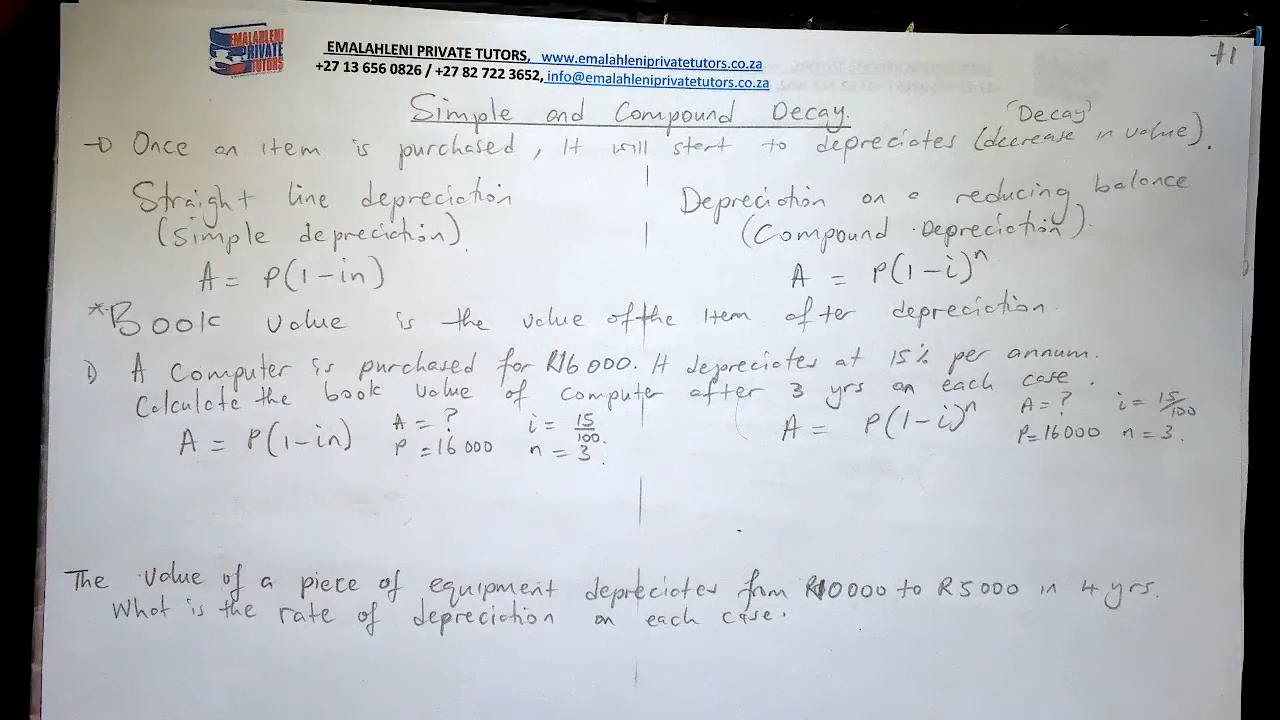 EMALAHLENI
PRIVATE
TUTORS
EMALAHLENI PRIVATE TUTORS, www.emalahleniprivatetutors.co.za
+27 13 656 0826 / +27 82 722 3652, info@emalahleniprivatetutors.co.za
#1
Simple and Compound Decay.
'Decay'
Once an item is purchased, It will start to depreciates (decrease in value).
Straight line depreciation
(Simple depreciation).
A = P(1-in)
Depreciation on a reducing balance
(Compound Depreciation).
A = P(1-i)^n
*Book value is the value of the item after depreciation.
1) A computer is purchased for R16 000. It depreciates at 15% per annum.
Calculate the book value of computer after 3 yrs on each case.
A = P(1-in) A = ? i = 15/100.
P = 16 000 n = 3.
A = P(1-i)^n A = ? i = 15/100
P = 16000 n = 3.
The value of a piece of equipment depreciates from R10000 to R5000 in 4 yrs.
What is the rate of depreciation on each case.